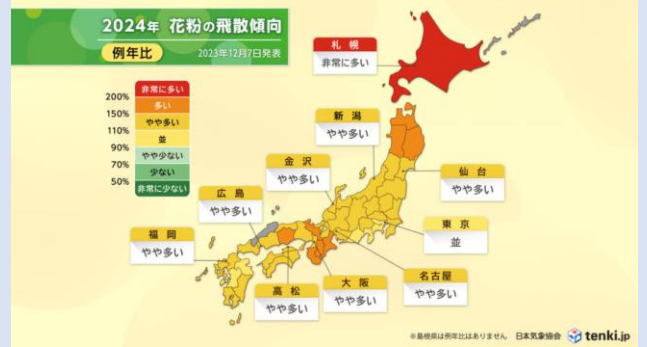 2024年 花粉の飛散傾向
例年比
2023年12月7日発表
非常に多い
200%
多い
150%
やや多い
110%
並
90%
やや少ない
70%
少ない
50%
非常に少ない
札幌
非常に多い
新潟
やや多い
金沢
やや多い
仙台
やや多い
広島
やや多い
東京
並
福岡
やや多い
名古屋
やや多い
大阪
やや多い
高松
やや多い
※島根県は例年比はありません 日本気象協会 tenki.jp